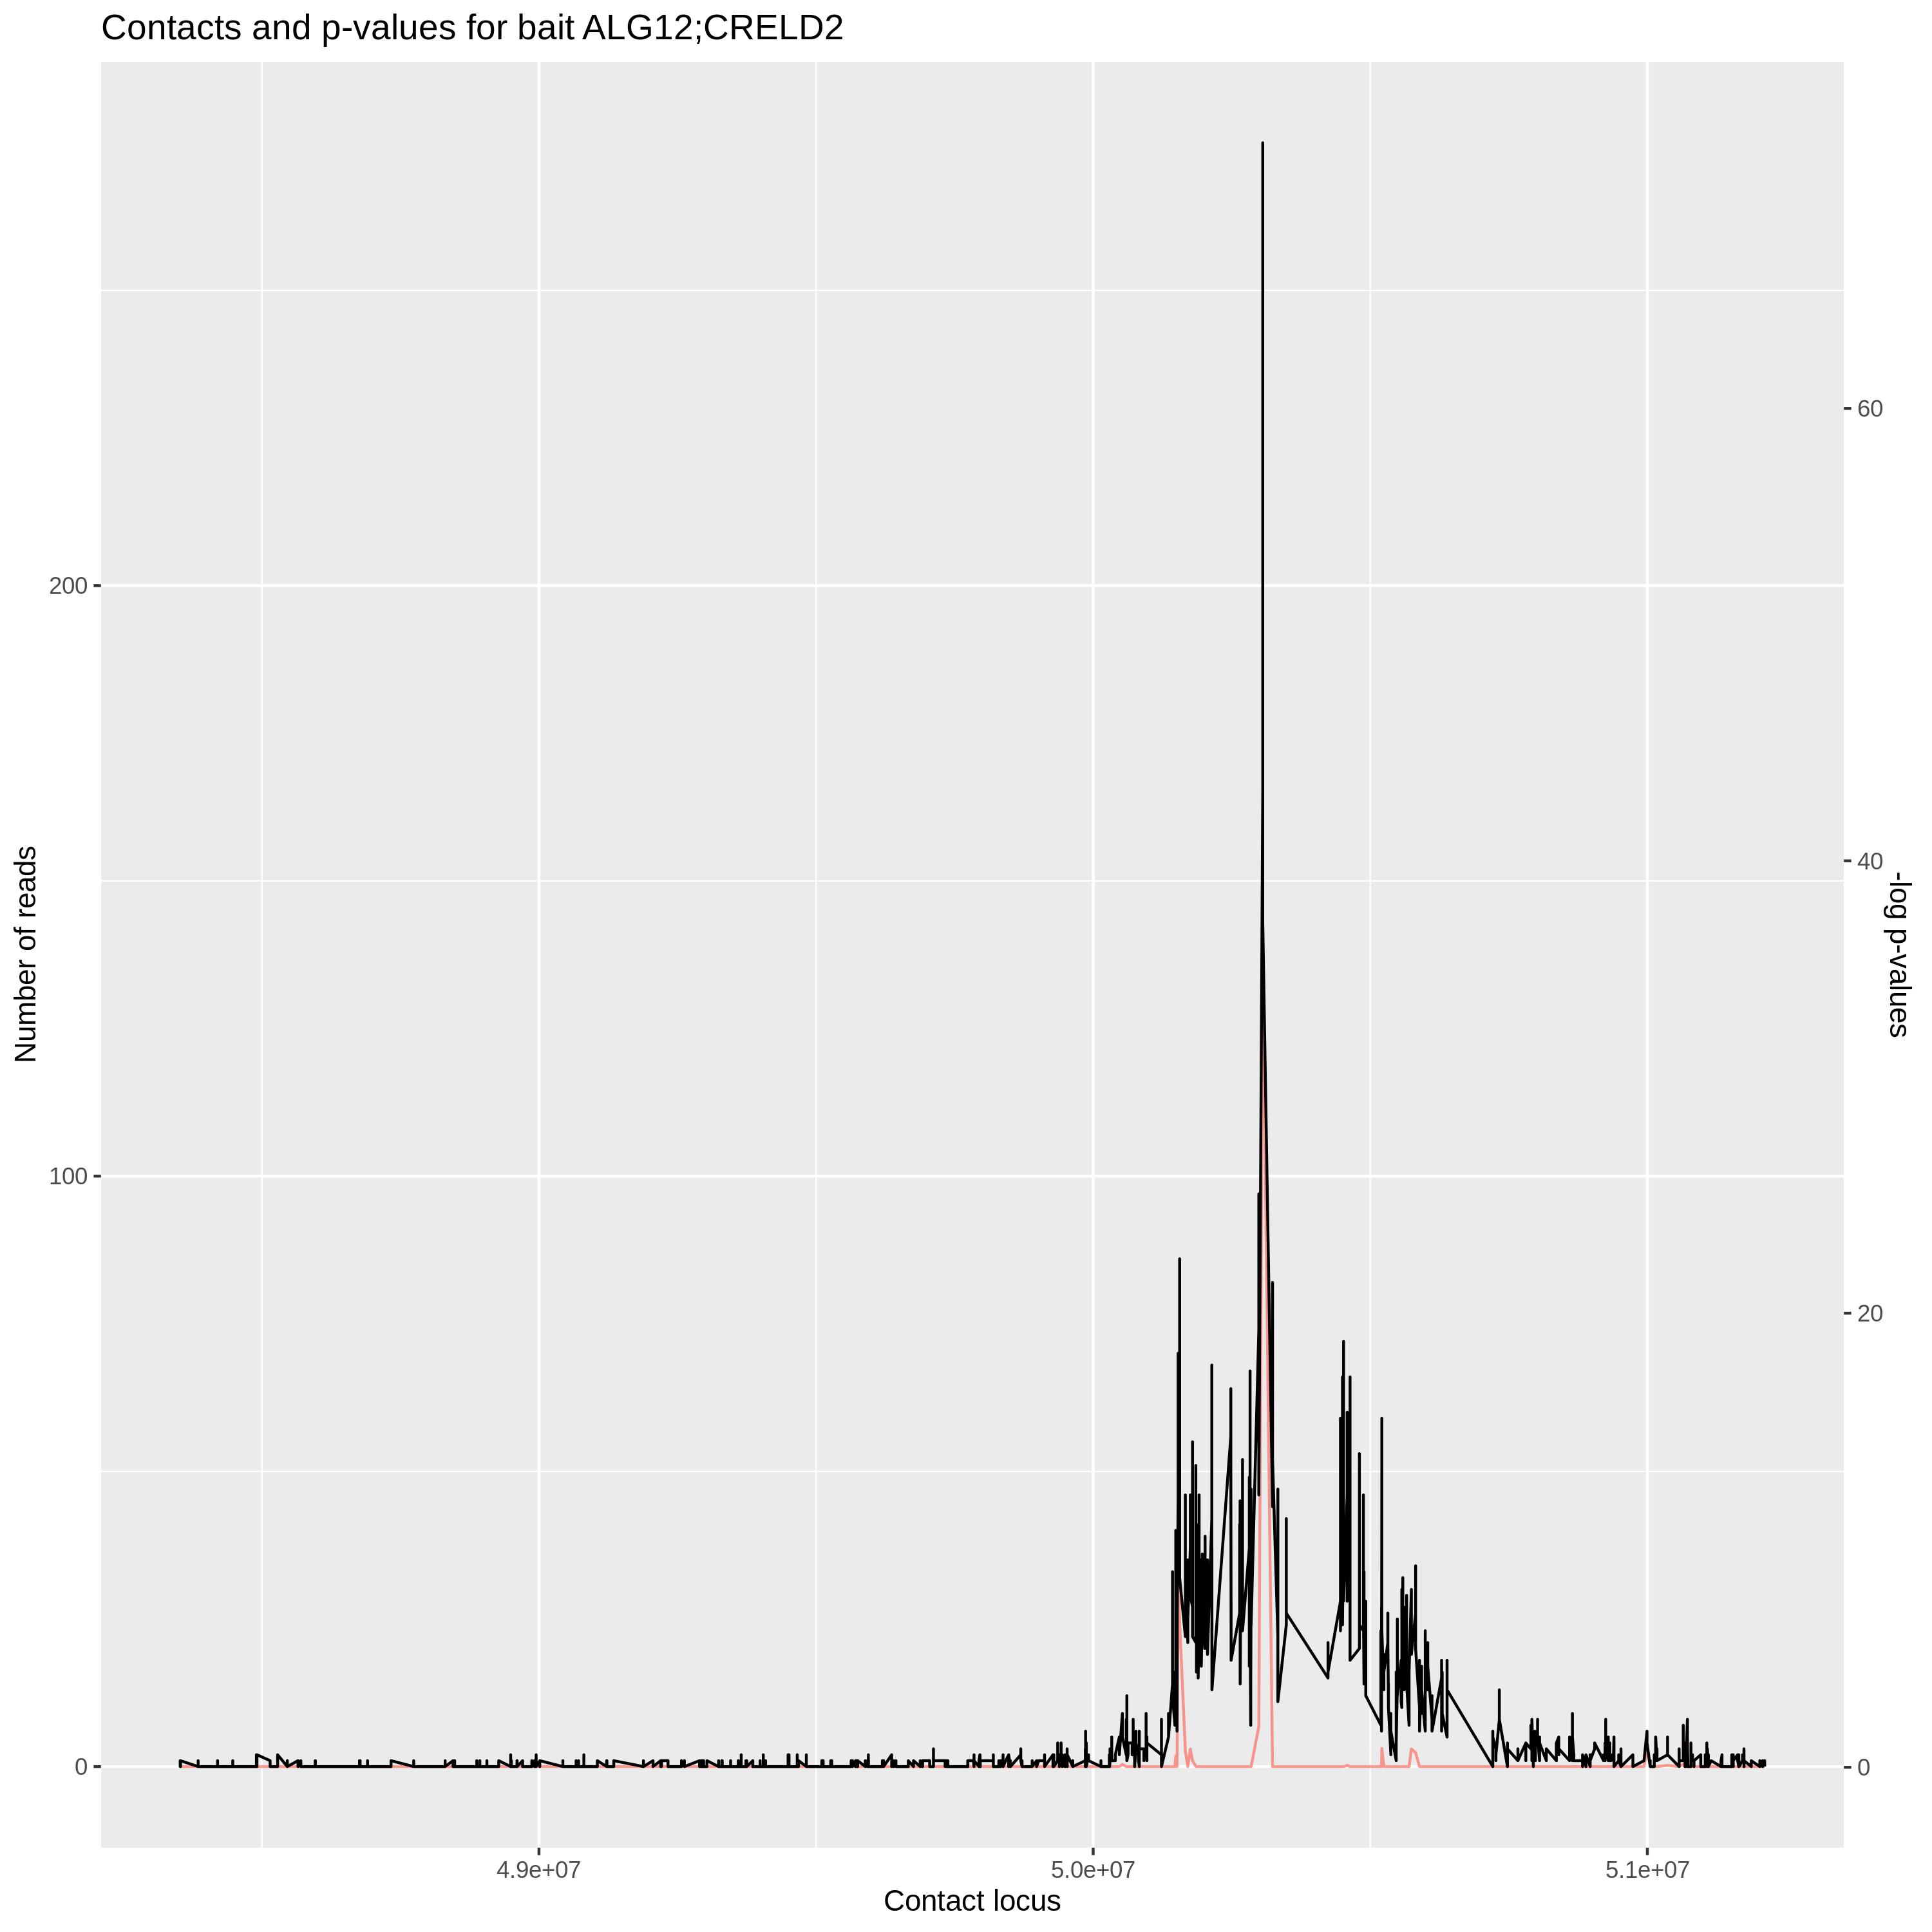 Contacts and p-values for bait ALG12;CRELD2
Number of reads
200
100
0
60
40
20
0
-log p-values
4.9e+07
5.0e+07
5.1e+07
Contact locus